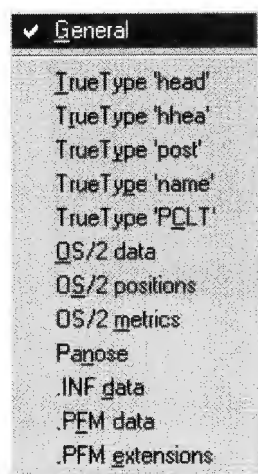 General
TrueType 'head'
TrueType 'hhea'
TrueType 'post'
TrueType 'name'
TrueType 'PCLT'
OS/2 data
OS/2 positions
OS/2 metrics
Panose
.INF data
.PFM data
.PFM extensions